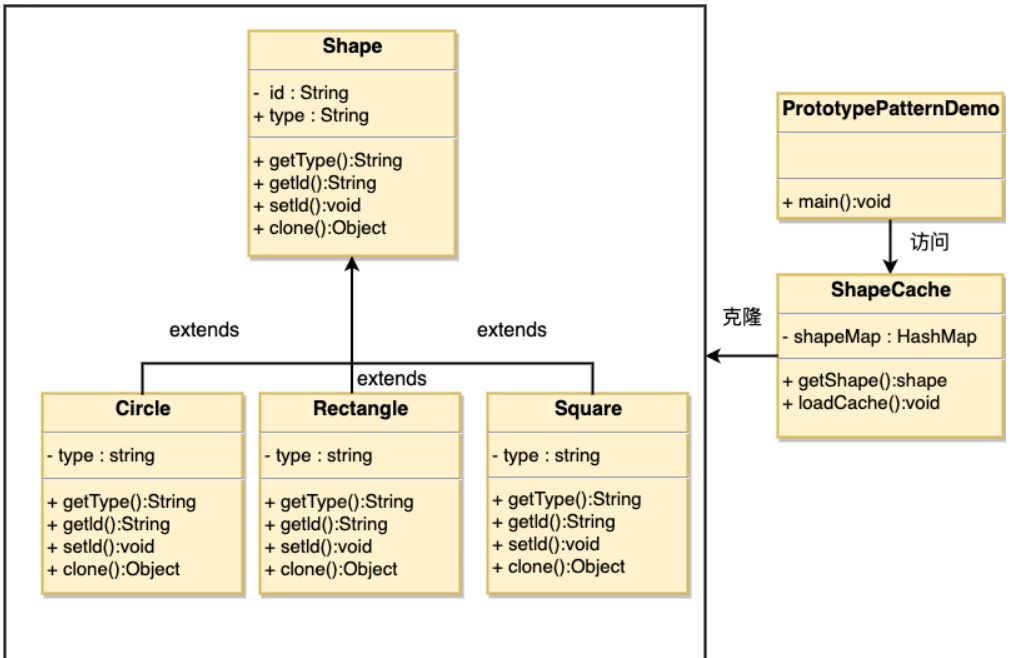 Shape
- id : String
+ type : String
+ getType():String
+ getId():String
+ setId():void
+ clone():Object
PrototypePatternDemo
+ main():void
访问
ShapeCache
- shapeMap : HashMap
+ getShape():shape
+ loadCache():void
克隆
extends
extends
extends
Circle
- type : string
+ getType():String
+ getId():String
+ setId():void
+ clone():Object
Rectangle
- type : string
+ getType():String
+ getId():String
+ setId():void
+ clone():Object
Square
- type : string
+ getType():String
+ getId():String
+ setId():void
+ clone():Object